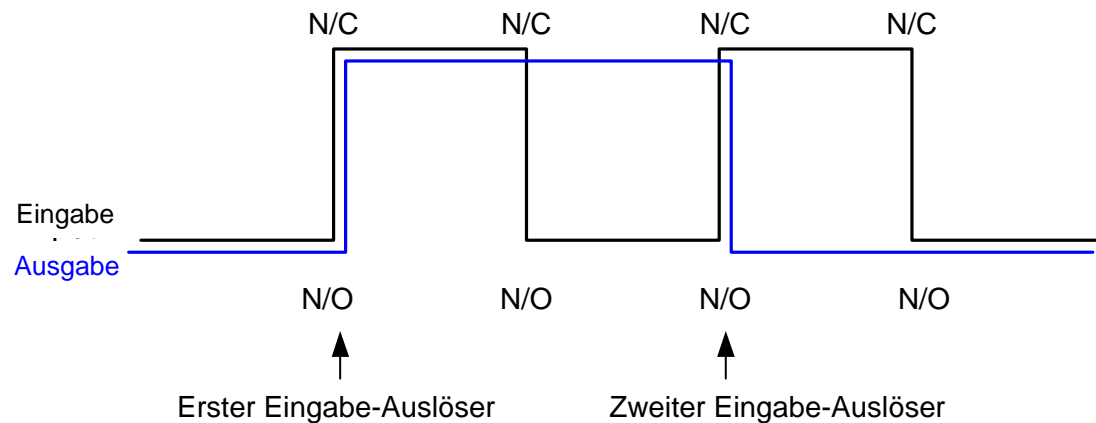 N/C N/C N/C N/C
Eingabe
Ausgabe
N/O N/O N/O N/O
Erster Eingabe-Auslöser Zweiter Eingabe-Auslöser